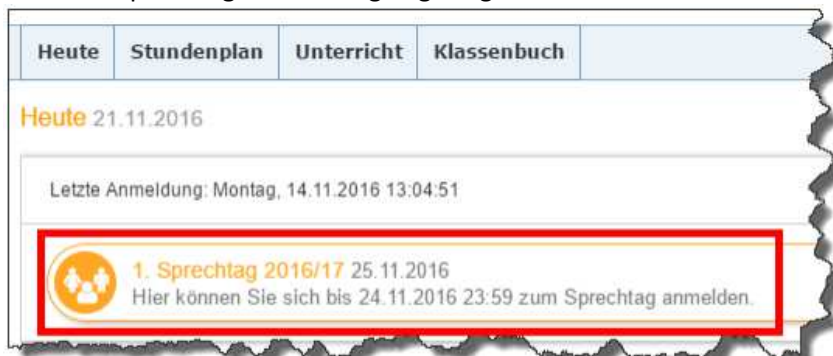 Heute Stundenplan Unterricht Klassenbuch
Heute 21.11.2016
Letzte Anmeldung: Montag, 14.11.2016 13:04:51
1. Sprechtag 2016/17 25.11.2016
Hier können Sie sich bis 24.11.2016 23:59 zum Sprechtag anmelden.